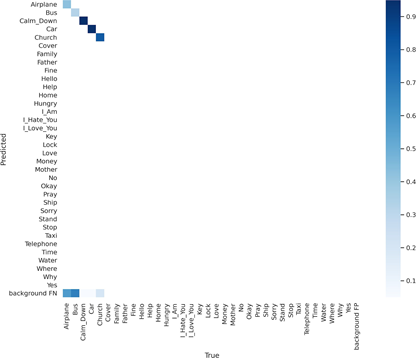 Airplane
Bus
Calm_Down
Car
Church
Cover
Family
Father
Fine
Hello
Help
Home
Hungry
I_Am
I_Hate_You
I_Love_You
Key
Lock
Love
Money
Mother
No
Okay
Pray
Ship
Sorry
Stand
Stop
Taxi
Telephone
Time
Water
Where
Why
Yes
background FN
Predicted
Airplane
Bus
Calm_Down
Car
Church
Cover
Family
Father
Fine
Hello
Help
Home
Hungry
I_Am
I_Hate_You
I_Love_You
Key
Lock
Love
Money
Mother
No
Okay
Pray
Ship
Sorry
Stand
Stop
Taxi
Telephone
Time
Water
Where
Why
Yes
background FP
True
0.9
0.8
0.7
0.6
0.5
0.4
0.3
0.2
0.1